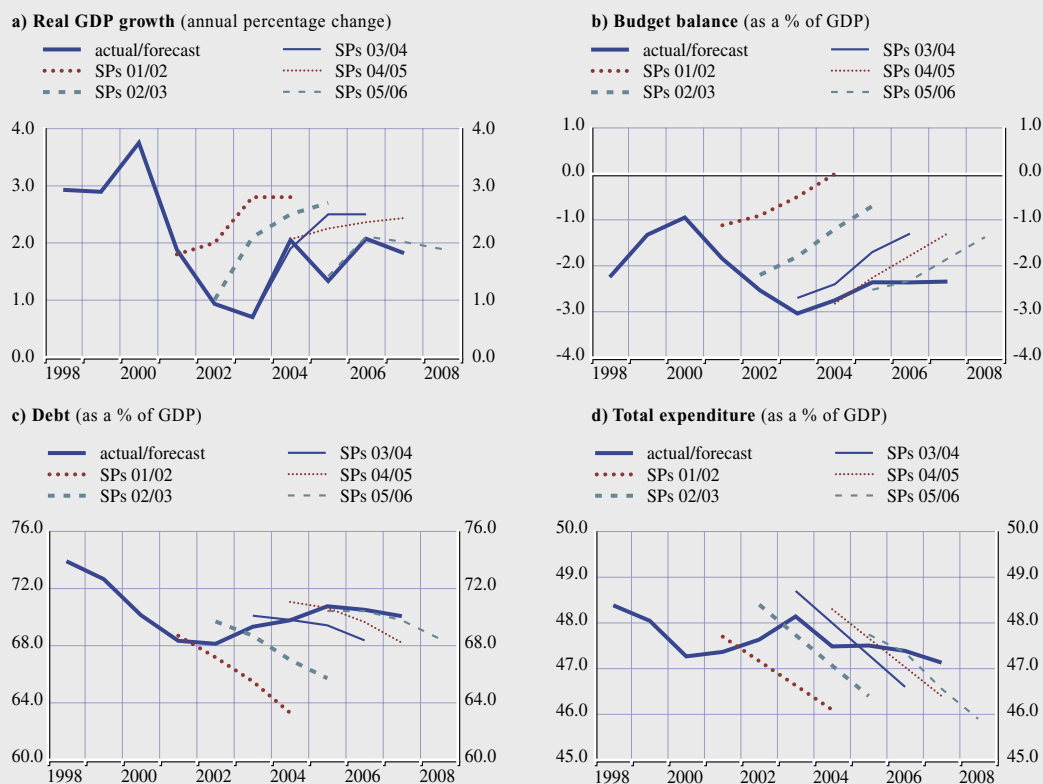 a) Real GDP growth (annual percentage change)
actual/forecast
SPs 01/02
SPs 02/03
SPs 03/04
SPs 04/05
SPs 05/06
4.0 4.0
3.0 3.0
2.0 2.0
1.0 1.0
0.0 0.0
1998 2000 2002 2004 2006 2008
b) Budget balance (as a % of GDP)
actual/forecast
SPs 01/02
SPs 02/03
SPs 03/04
SPs 04/05
SPs 05/06
1.0 1.0
0.0 0.0
-1.0 -1.0
-2.0 -2.0
-3.0 -3.0
-4.0 -4.0
1998 2000 2002 2004 2006 2008
c) Debt (as a % of GDP)
actual/forecast
SPs 01/02
SPs 02/03
SPs 03/04
SPs 04/05
SPs 05/06
76.0 76.0
72.0 72.0
68.0 68.0
64.0 64.0
60.0 60.0
1998 2000 2002 2004 2006 2008
d) Total expenditure (as a % of GDP)
actual/forecast
SPs 01/02
SPs 02/03
SPs 03/04
SPs 04/05
SPs 05/06
50.0 50.0
49.0 49.0
48.0 48.0
47.0 47.0
46.0 46.0
45.0 45.0
1998 2000 2002 2004 2006 2008